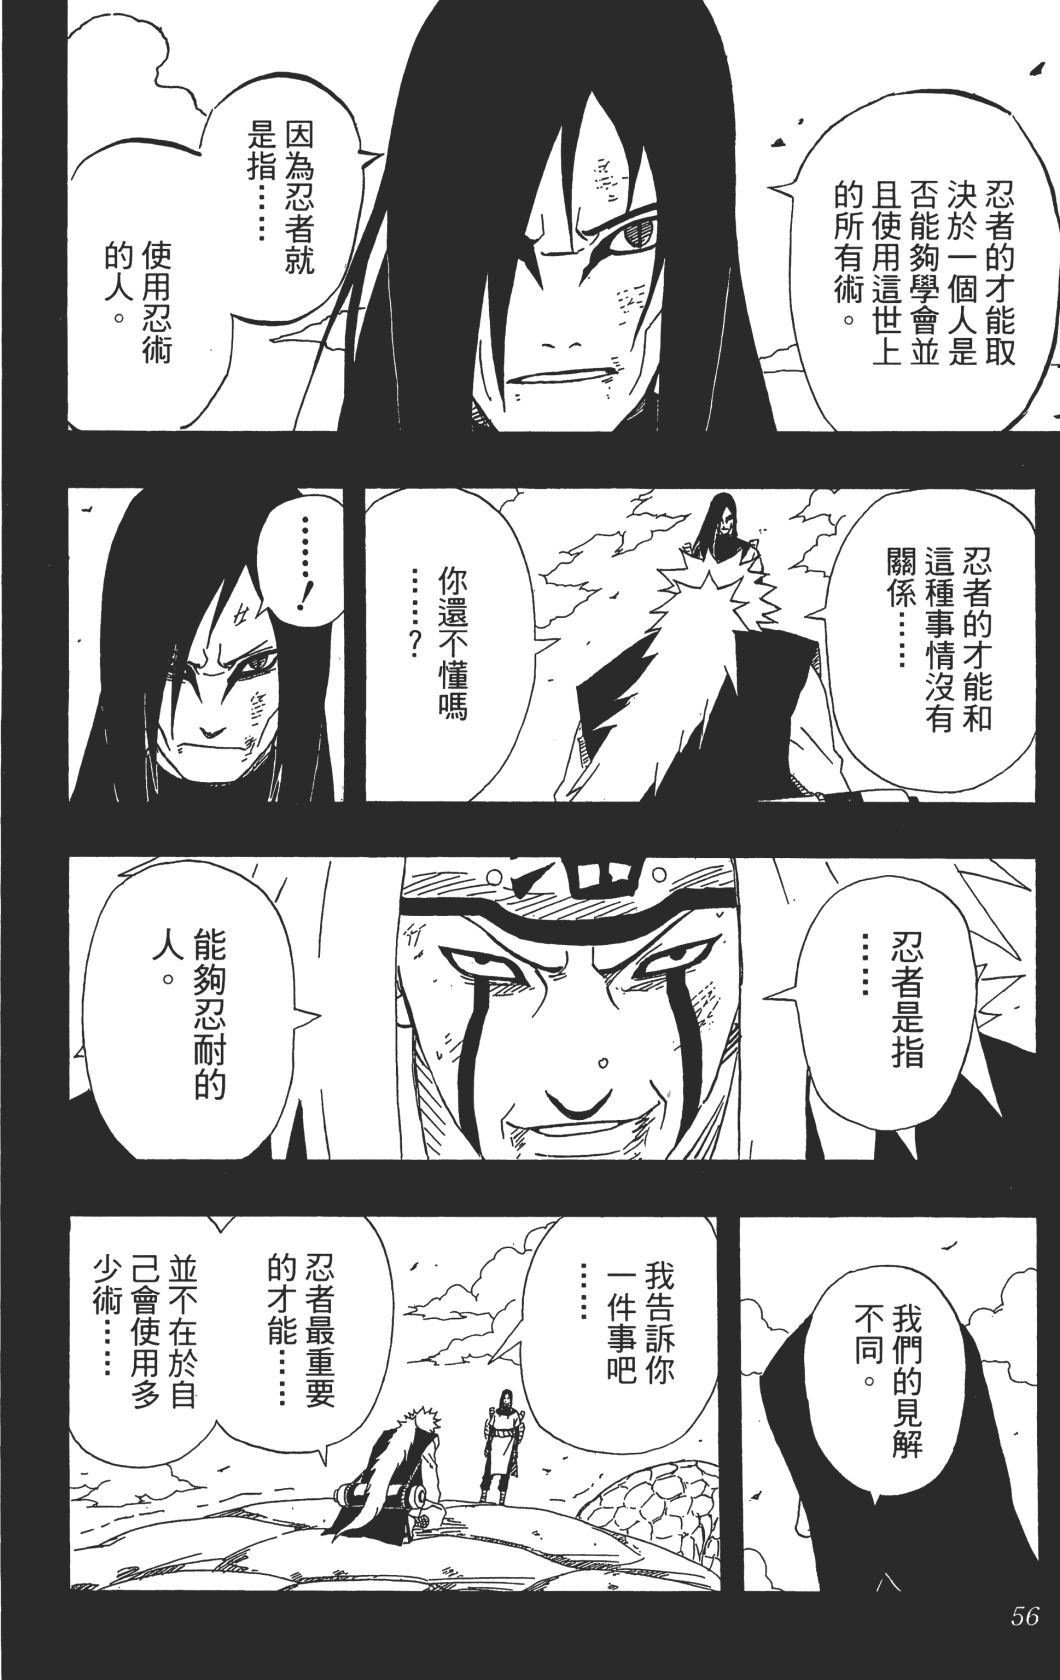 忍者的才能取
決於一個人是
否能夠學會並
且使用這世上
的所有術。
因為忍者就
是指⋯⋯
使用忍術
的人。
忍者的才能和
這種事情沒有
關係⋯⋯
你還不懂嗎
⋯⋯?
⋯⋯!
忍者是指
⋯⋯
能夠忍耐的
人。
我們的見解
不同。
我告訴你
一件事吧
⋯⋯
忍者最重要
的才能⋯⋯
並不在於自
己會使用多
少術⋯⋯
56